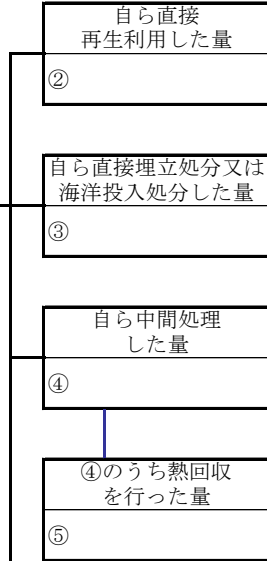 自ら直接
再生利用した量
②
自ら直接埋立処分又は
海洋投入処分した量
③
自ら中間処理
した量
④
④のうち熱回収
を行った量
⑤